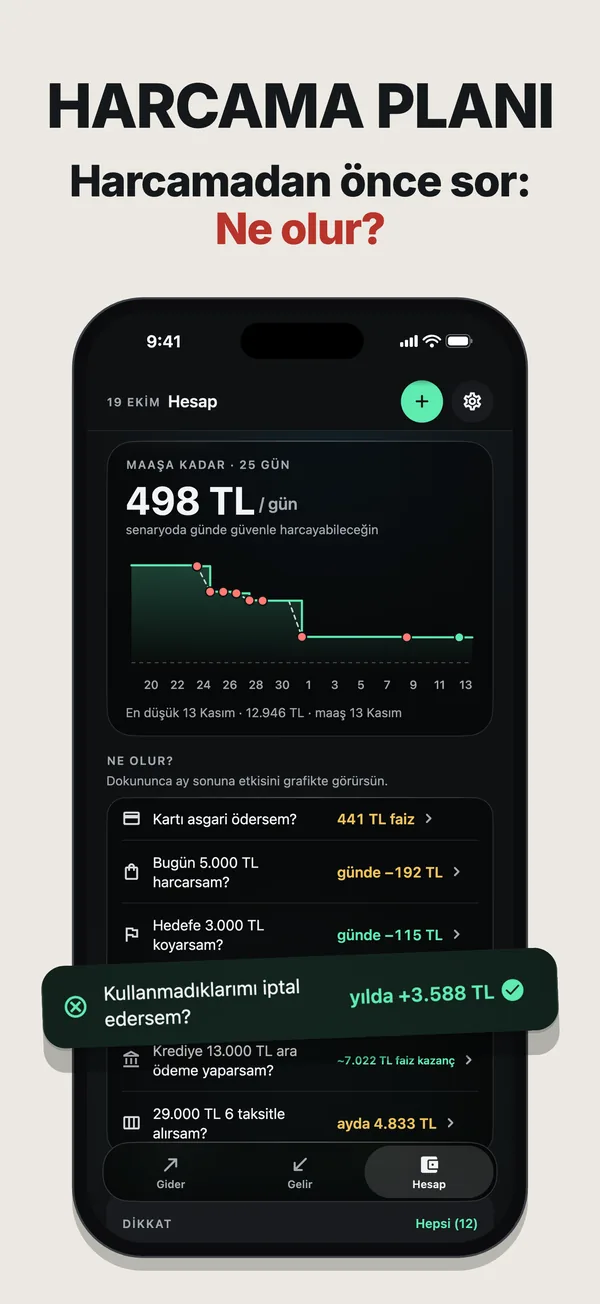 HARCAMA PLANI
Harcamadan önce sor:
Ne olur?
9:41
19 EKİM Hesap
MAAŞA KADAR · 25 GÜN
498 TL / gün
senaryoda günde güvenle harcayabileceğin
20 22 24 26 28 30 1 3 5 7 9 11 13
En düşük 13 Kasım · 12.946 TL · maaş 13 Kasım
NE OLUR?
Dokununca ay sonuna etkisini grafikte görürsün.
Kartı asgari ödersem? 441 TL faiz
Bugün 5.000 TL
harcarsam?
günde −192 TL
Hedefe 3.000 TL
koyarsam?
günde −115 TL
Kullanmadıklarımı iptal
edersem?
yılda +3.588 TL
Krediye 13.000 TL ara
ödeme yaparsam?
~7.022 TL faiz kazanç
29.000 TL 6 taksitle
alırsam?
ayda 4.833 TL
Gider Gelir Hesap
DİKKAT Hepsi (12)